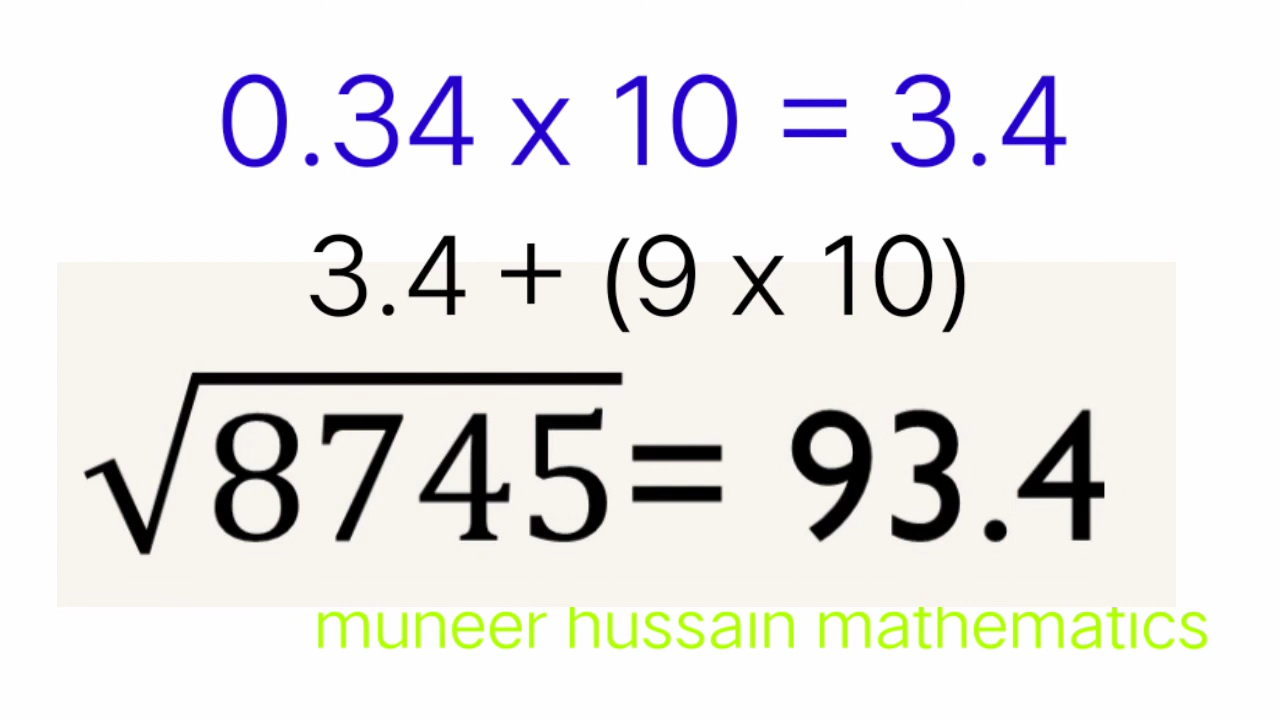 0.34 x 10 = 3.4
3.4 + (9 x 10)
√8745 = 93.4
muneer hussain mathematics